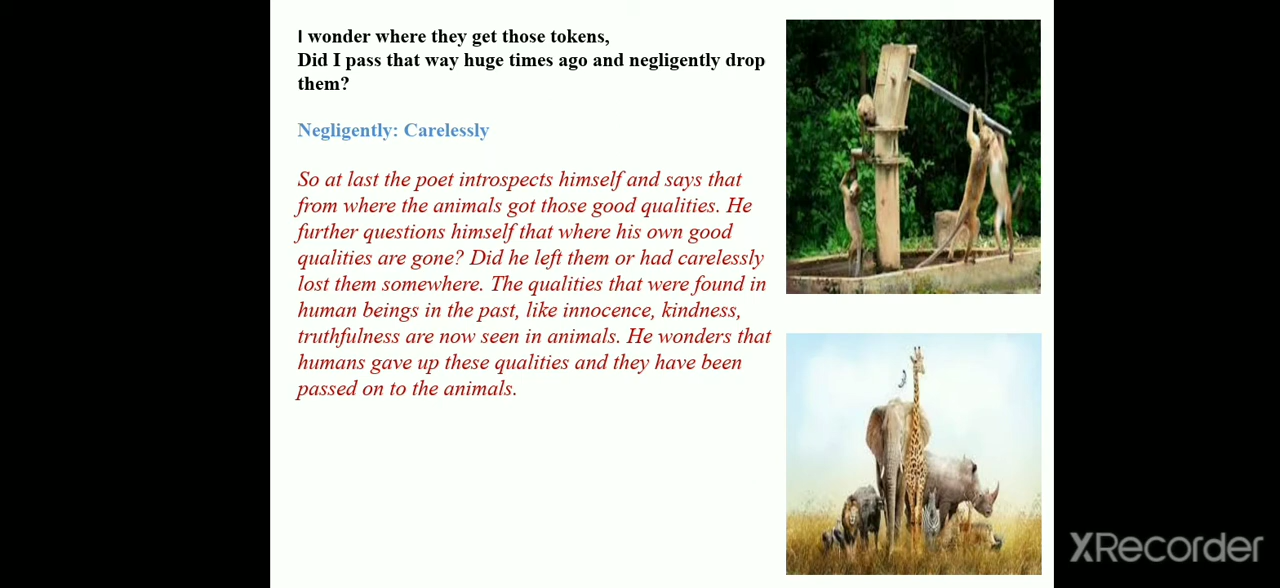 I wonder where they get those tokens,
Did I pass that way huge times ago and negligently drop
them?
Negligently: Carelessly
So at last the poet introspects himself and says that
from where the animals got those good qualities. He
further questions himself that where his own good
qualities are gone? Did he left them or had carelessly
lost them somewhere. The qualities that were found in
human beings in the past, like innocence, kindness,
truthfulness are now seen in animals. He wonders that
humans gave up these qualities and they have been
passed on to the animals.
XRecorder